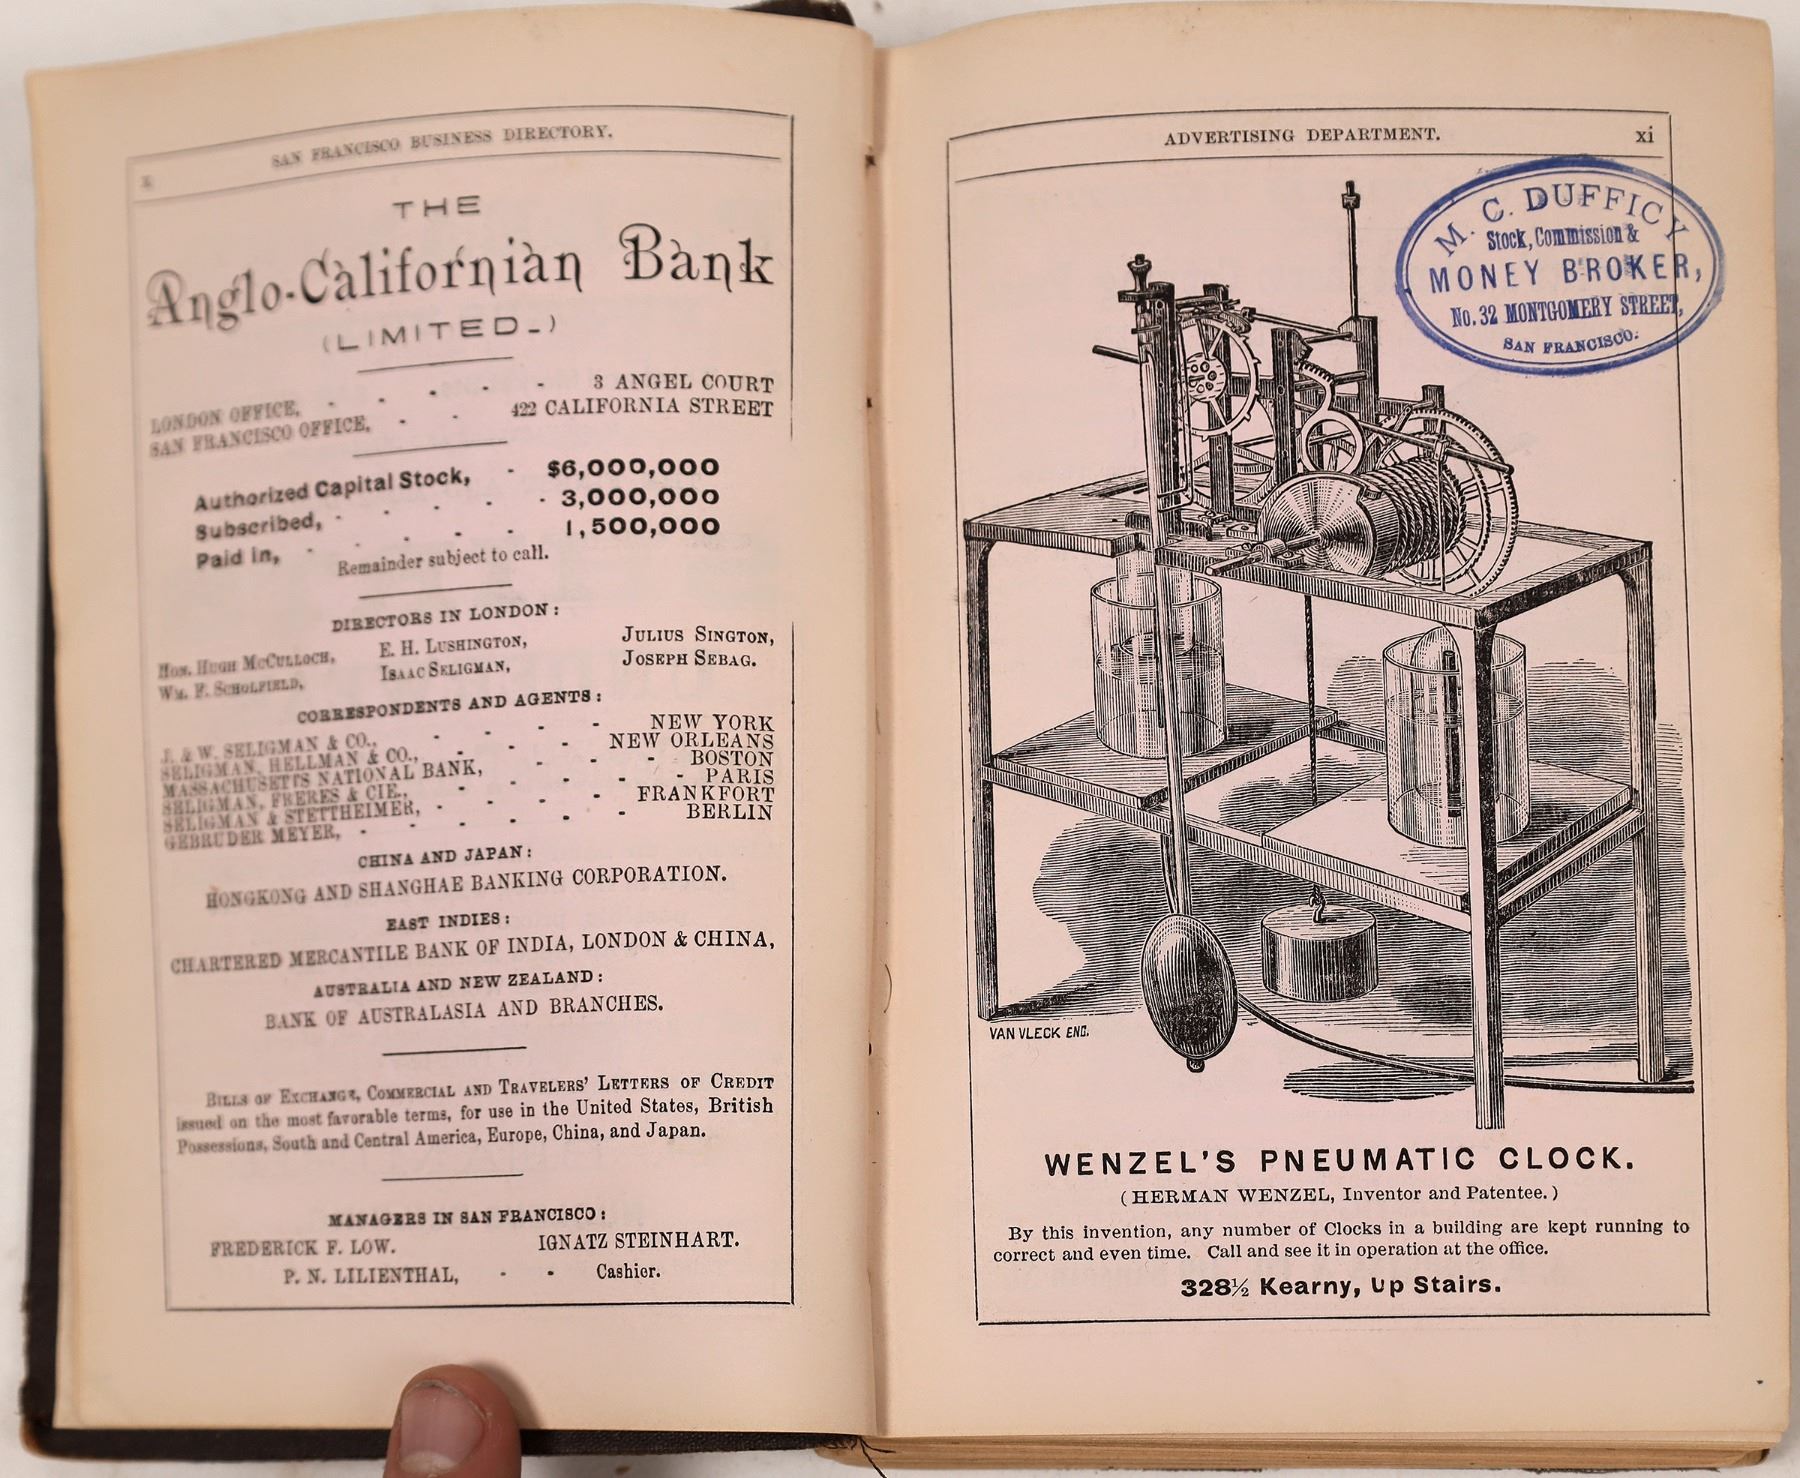 x
SAN FRANCISCO BUSINESS DIRECTORY.
THE
Anglo-Californian Bank
(LIMITED.)
LONDON OFFICE, - - - - - 3 ANGEL COURT
SAN FRANCISCO OFFICE, - - 422 CALIFORNIA STREET
Authorized Capital Stock, - $6,000,000
Subscribed, - - - - - 3,000,000
Paid in, - - - - 1,500,000
Remainder subject to call.
DIRECTORS IN LONDON:
HON. HUGH MCCULLOCH, E. H. LUSHINGTON, JULIUS SINGTON,
WM. F. SCHOLFIELD, ISAAC SELIGMAN, JOSEPH SEBAG.
CORRESPONDENTS AND AGENTS:
J. & W. SELIGMAN & CO., - - - - NEW YORK
SELIGMAN, HELLMAN & CO., - - - NEW ORLEANS
MASSACHUSETTS NATIONAL BANK, - - - BOSTON
SELIGMAN, FRERES & CIE., - - - - - - PARIS
SELIGMAN & STETTHEIMER, - - - - - FRANKFORT
GEBRUDER MEYER, - - - - - - BERLIN
CHINA AND JAPAN:
HONGKONG AND SHANGHAE BANKING CORPORATION.
EAST INDIES:
CHARTERED MERCANTILE BANK OF INDIA, LONDON & CHINA,
AUSTRALIA AND NEW ZEALAND:
BANK OF AUSTRALASIA AND BRANCHES.
BILLS OF EXCHANGE, COMMERCIAL AND TRAVELERS' LETTERS OF CREDIT
issued on the most favorable terms, for use in the United States, British
Possessions, South and Central America, Europe, China, and Japan.
MANAGERS IN SAN FRANCISCO:
FREDERICK F. LOW. IGNATZ STEINHART.
P. N. LILIENTHAL, - - Cashier.
ADVERTISING DEPARTMENT. xi
M. C. DUFFICY
Stock, Commission &
MONEY BROKER,
No. 32 MONTGOMERY STREET,
SAN FRANCISCO.
VAN VLECK ENG.
WENZEL'S PNEUMATIC CLOCK.
(HERMAN WENZEL, Inventor and Patentee.)
By this invention, any number of Clocks in a building are kept running to
correct and even time. Call and see it in operation at the office.
328½ Kearny, Up Stairs.